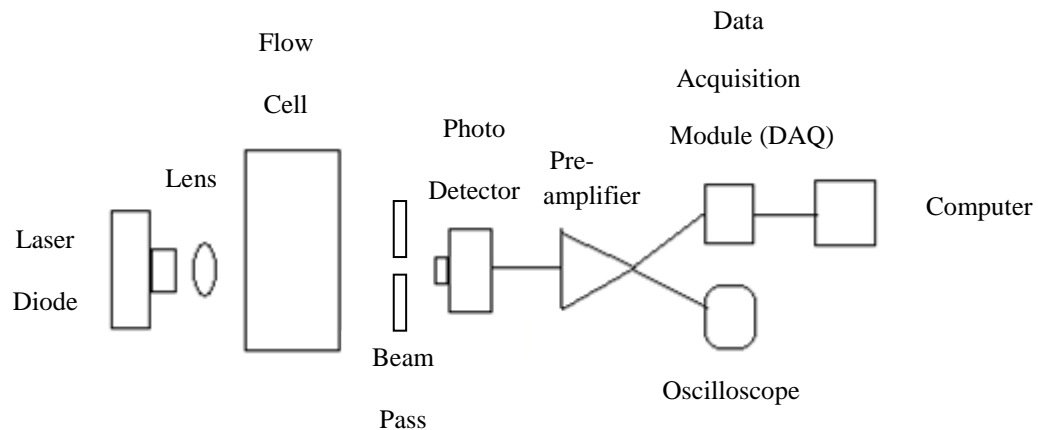 Laser
Diode
Lens
Flow
Cell
Beam
Pass
Photo
Detector
Pre-
amplifier
Data
Acquisition
Module (DAQ)
Oscilloscope
Computer